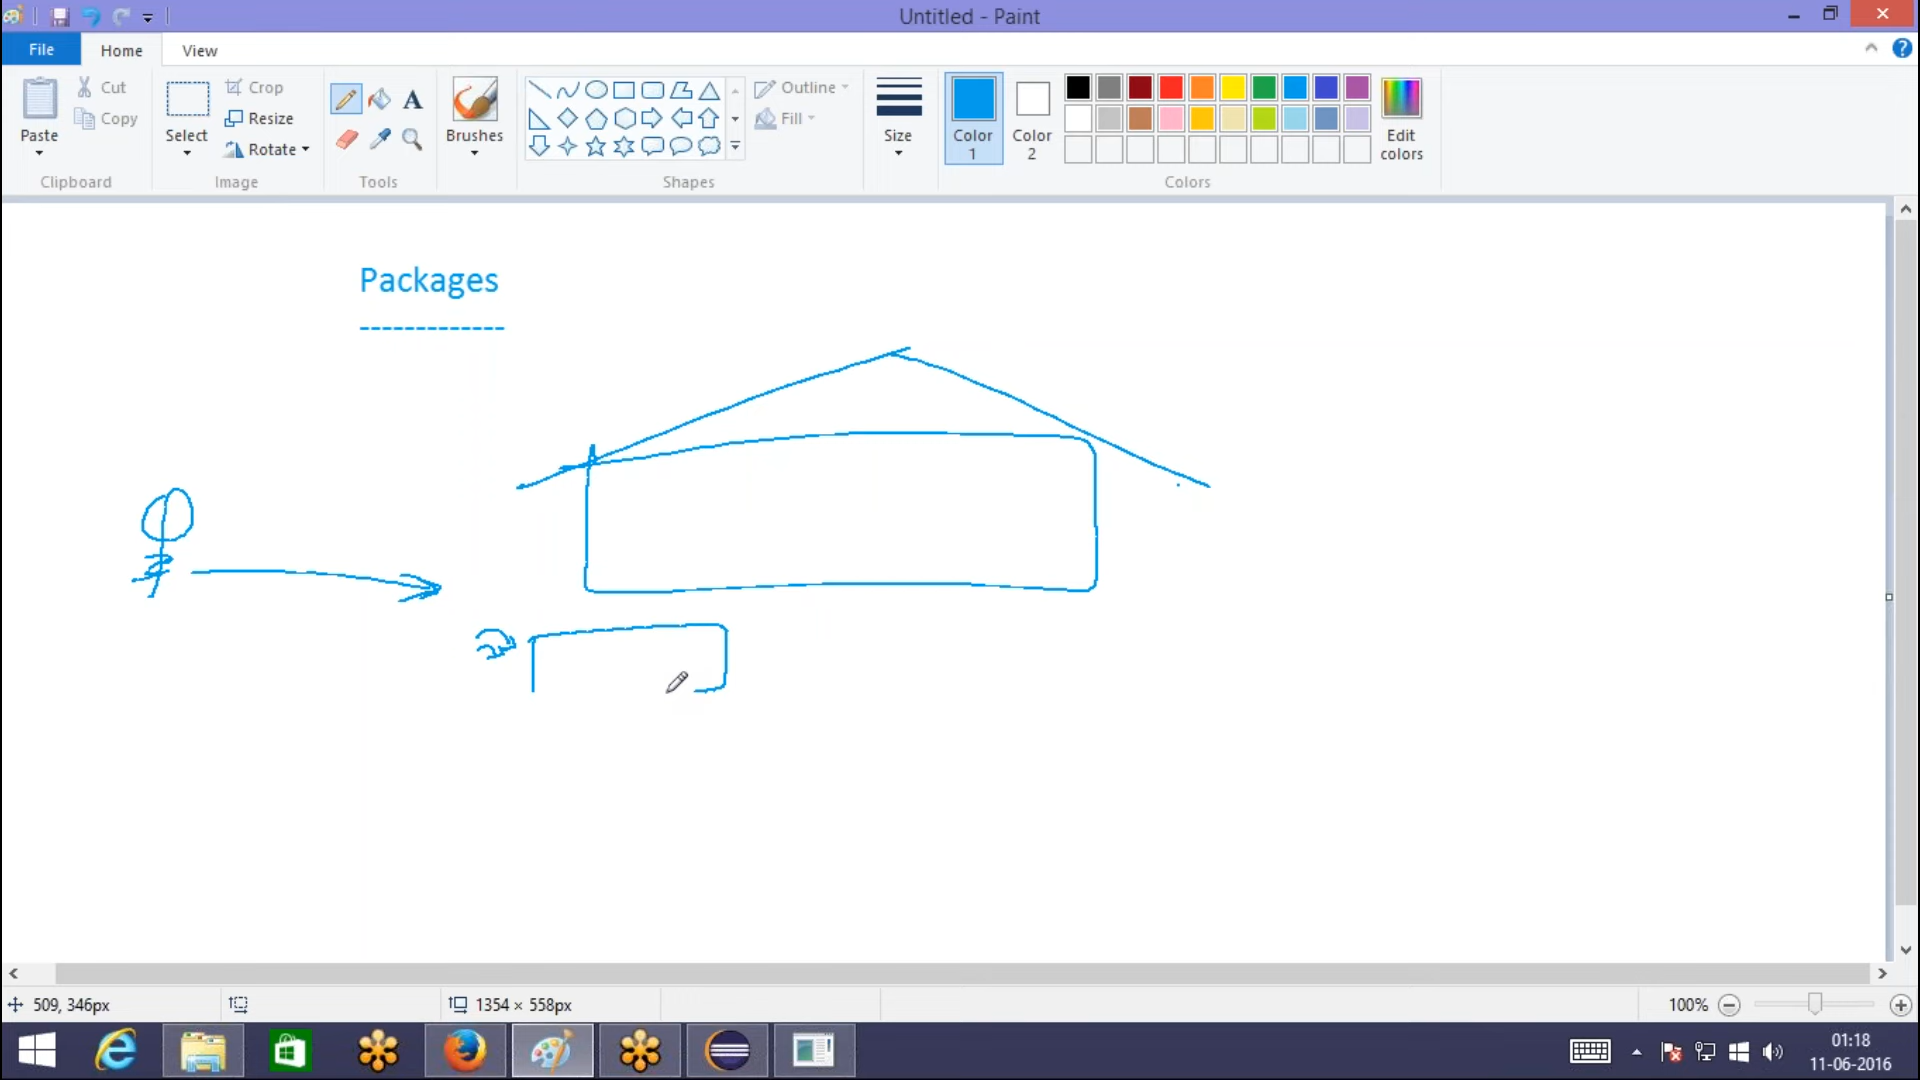 Untitled - Paint
File
Home
View
Cut
Copy
Paste
Clipboard
Select
Crop
Resize
Rotate
Image
A
Tools
Brushes
Shapes
Outline
Fill
Size
Color
1
Color
2
Edit
colors
Colors
?
Packages
-------------
509, 346px
1354 × 558px
100%
01:18
11-06-2016